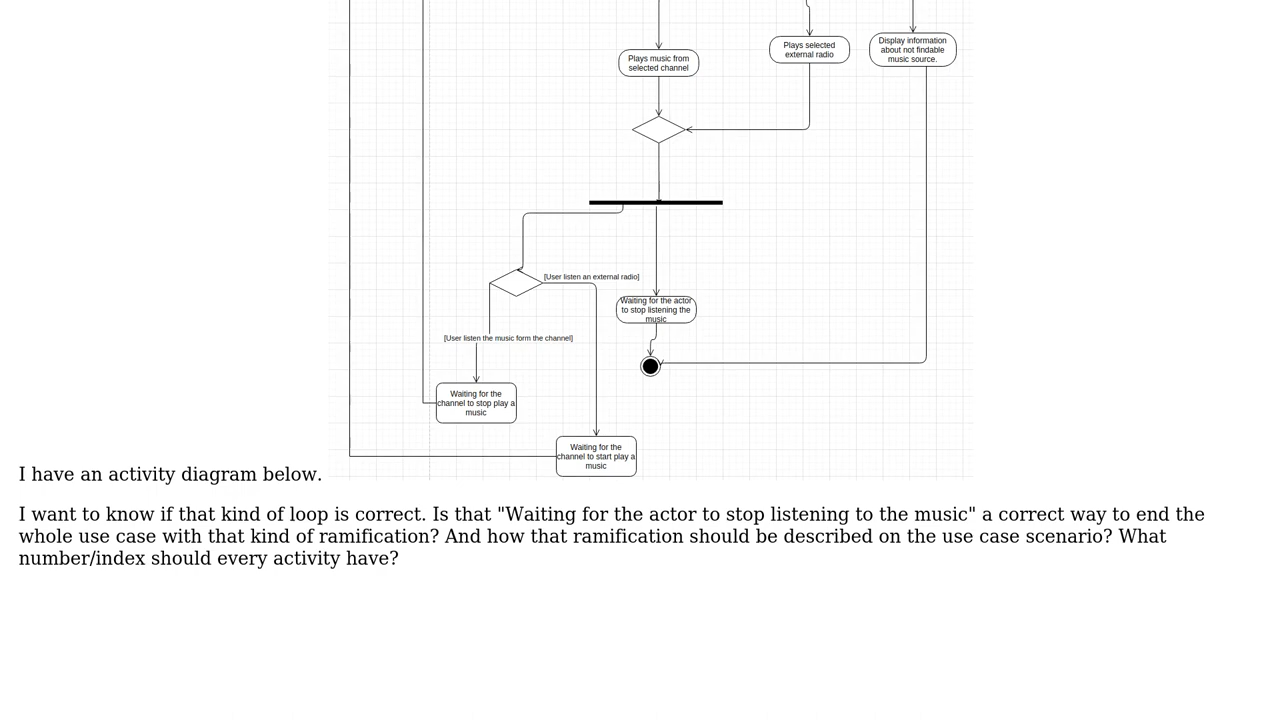 Plays music from
selected channel
Plays selected
external radio
Display information
about not findable
music source.
[User listen an external radio]
Waiting for the actor
to stop listening the
music
[User listen the music form the channel]
Waiting for the
channel to stop play a
music
Waiting for the
channel to start play a
music
I have an activity diagram below.
I want to know if that kind of loop is correct. Is that "Waiting for the actor to stop listening to the music" a correct way to end the
whole use case with that kind of ramification? And how that ramification should be described on the use case scenario? What
number/index should every activity have?